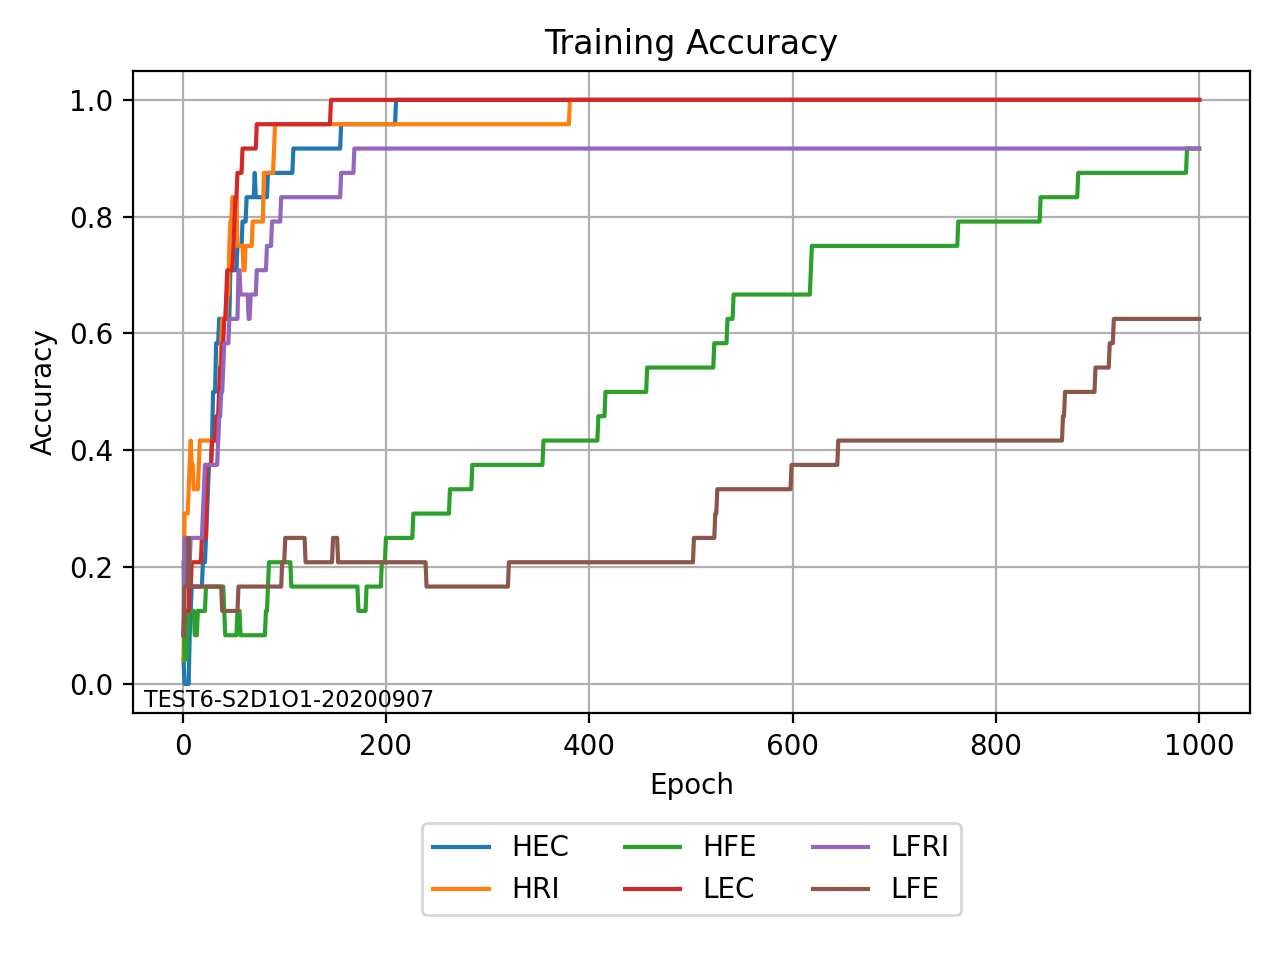 Training Accuracy
1.0
0.8
0.6
0.4
0.2
0.0
Accuracy
TEST6-S2D1O1-20200907
0 200 400 600 800 1000
Epoch
HEC HFE LFRI
HRI LEC LFE